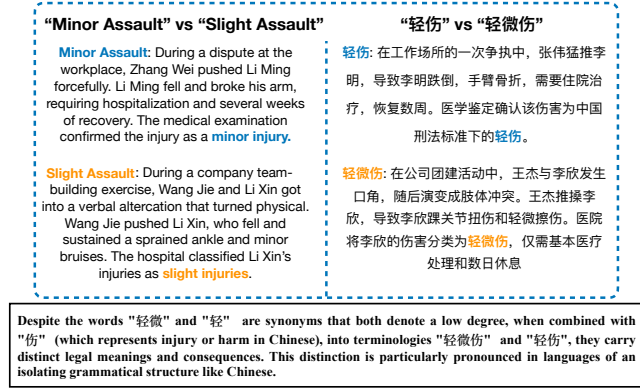 “Minor Assault” vs “Slight Assault”
Minor Assault: During a dispute at the
workplace, Zhang Wei pushed Li Ming
forcefully. Li Ming fell and broke his arm,
requiring hospitalization and several weeks
of recovery. The medical examination
confirmed the injury as a minor injury.
Slight Assault: During a company team-
building exercise, Wang Jie and Li Xin got
into a verbal altercation that turned physical.
Wang Jie pushed Li Xin, who fell and
sustained a sprained ankle and minor
bruises. The hospital classified Li Xin’s
injuries as slight injuries.
“轻伤” vs “轻微伤”
轻伤: 在工作场所的一次争执中，张伟猛推李
明，导致李明跌倒，手臂骨折，需要住院治
疗，恢复数周。医学鉴定确认该伤害为中国
刑法标准下的轻伤。
轻微伤: 在公司团建活动中，王杰与李欣发生
口角，随后演变成肢体冲突。王杰推搡李
欣，导致李欣踝关节扭伤和轻微擦伤。医院
将李欣的伤害分类为轻微伤，仅需基本医疗
处理和数日休息
Despite the words "轻微" and "轻" are synonyms that both denote a low degree, when combined with
"伤" (which represents injury or harm in Chinese), into terminologies "轻微伤" and "轻伤", they carry
distinct legal meanings and consequences. This distinction is particularly pronounced in languages of an
isolating grammatical structure like Chinese.